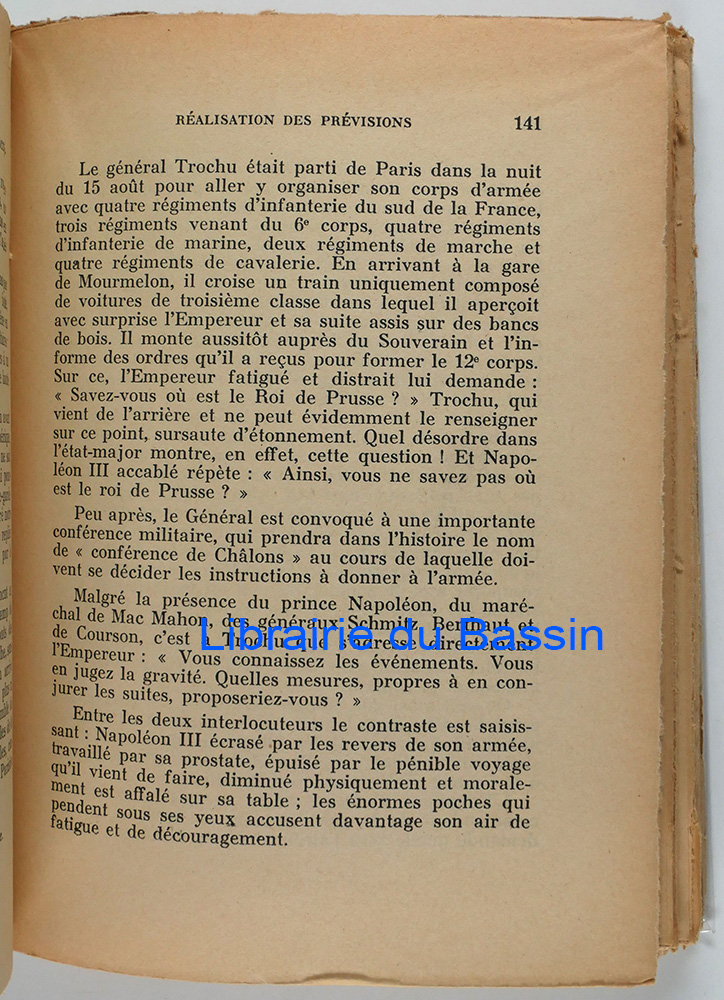 RÉALISATION DES PRÉVISIONS 141
Le général Trochu était parti de Paris dans la nuit
du 15 août pour aller y organiser son corps d'armée
avec quatre régiments d'infanterie du sud de la France,
trois régiments venant du 6e corps, quatre régiments
d'infanterie de marine, deux régiments de marche et
quatre régiments de cavalerie. En arrivant à la gare
de Mourmelon, il croise un train uniquement composé
de voitures de troisième classe dans lequel il aperçoit
avec surprise l'Empereur et sa suite assis sur des bancs
de bois. Il monte aussitôt auprès du Souverain et l'in-
forme des ordres qu'il a reçus pour former le 12e corps.
Sur ce, l'Empereur fatigué et distrait lui demande :
« Savez-vous où est le Roi de Prusse ? » Trochu, qui
vient de l'arrière et ne peut évidemment le renseigner
sur ce point, sursaute d'étonnement. Quel désordre dans
l'état-major montre, en effet, cette question ! Et Napo-
léon III accablé répète : « Ainsi, vous ne savez pas où
est le roi de Prusse ? »
Peu après, le Général est convoqué à une importante
conférence militaire, qui prendra dans l'histoire le nom
de « conférence de Châlons » au cours de laquelle doi-
vent se décider les instructions à donner à l'armée.
Malgré la présence du prince Napoléon, du maré-
chal de Mac Mahon, des généraux Schmitz, Berthaut et
de Courson, c'est à Trochu que s'adresse directement
l'Empereur : « Vous connaissez les événements. Vous
en jugez la gravité. Quelles mesures, propres à en con-
jurer les suites, proposeriez-vous ? »
Entre les deux interlocuteurs le contraste est saisis-
sant : Napoléon III écrasé par les revers de son armée,
travaillé par sa prostate, épuisé par le pénible voyage
qu'il vient de faire, diminué physiquement et morale-
ment est affalé sur sa table ; les énormes poches qui
pendent sous ses yeux accusent davantage son air de
fatigue et de découragement.
Librairie du Bassin